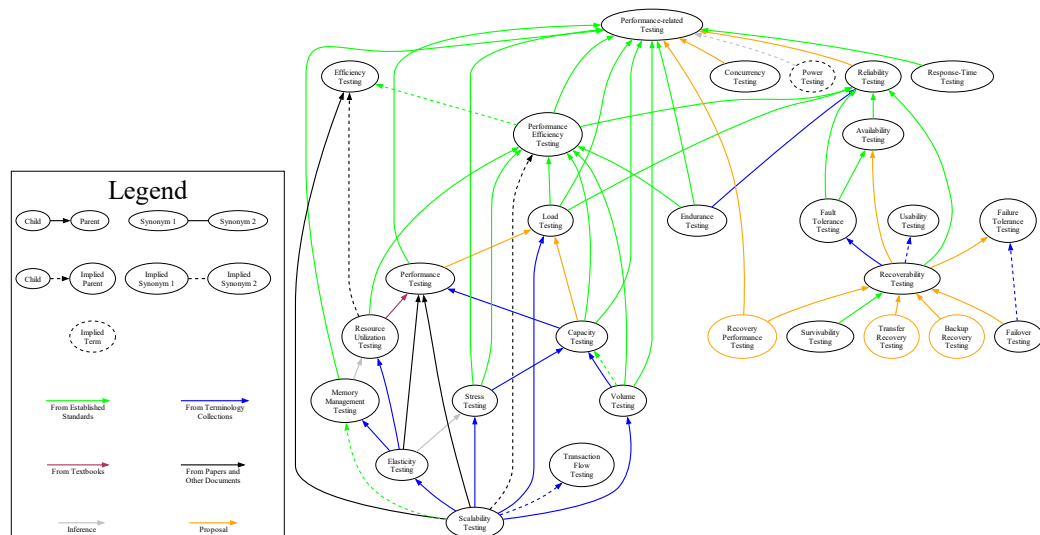 Performance-related
Testing
Efficiency
Testing
Concurrency
Testing
Power
Testing
Reliability
Testing
Response-Time
Testing
Performance
Efficiency
Testing
Availability
Testing
Legend
Child
Parent
Synonym 1
Synonym 2
Child
Implied
Parent
Implied
Synonym 1
Implied
Synonym 2
Implied
Term
From Established
Standards
From Terminology
Collections
From Textbooks
From Papers and
Other Documents
Inference
Proposal
Load
Testing
Endurance
Testing
Fault
Tolerance
Testing
Usability
Testing
Failure
Tolerance
Testing
Performance
Testing
Recoverability
Testing
Resource
Utilization
Testing
Capacity
Testing
Recovery
Performance
Testing
Survivability
Testing
Transfer
Recovery
Testing
Backup
Recovery
Testing
Failover
Testing
Memory
Management
Testing
Stress
Testing
Volume
Testing
Elasticity
Testing
Transaction
Flow
Testing
Scalability
Testing